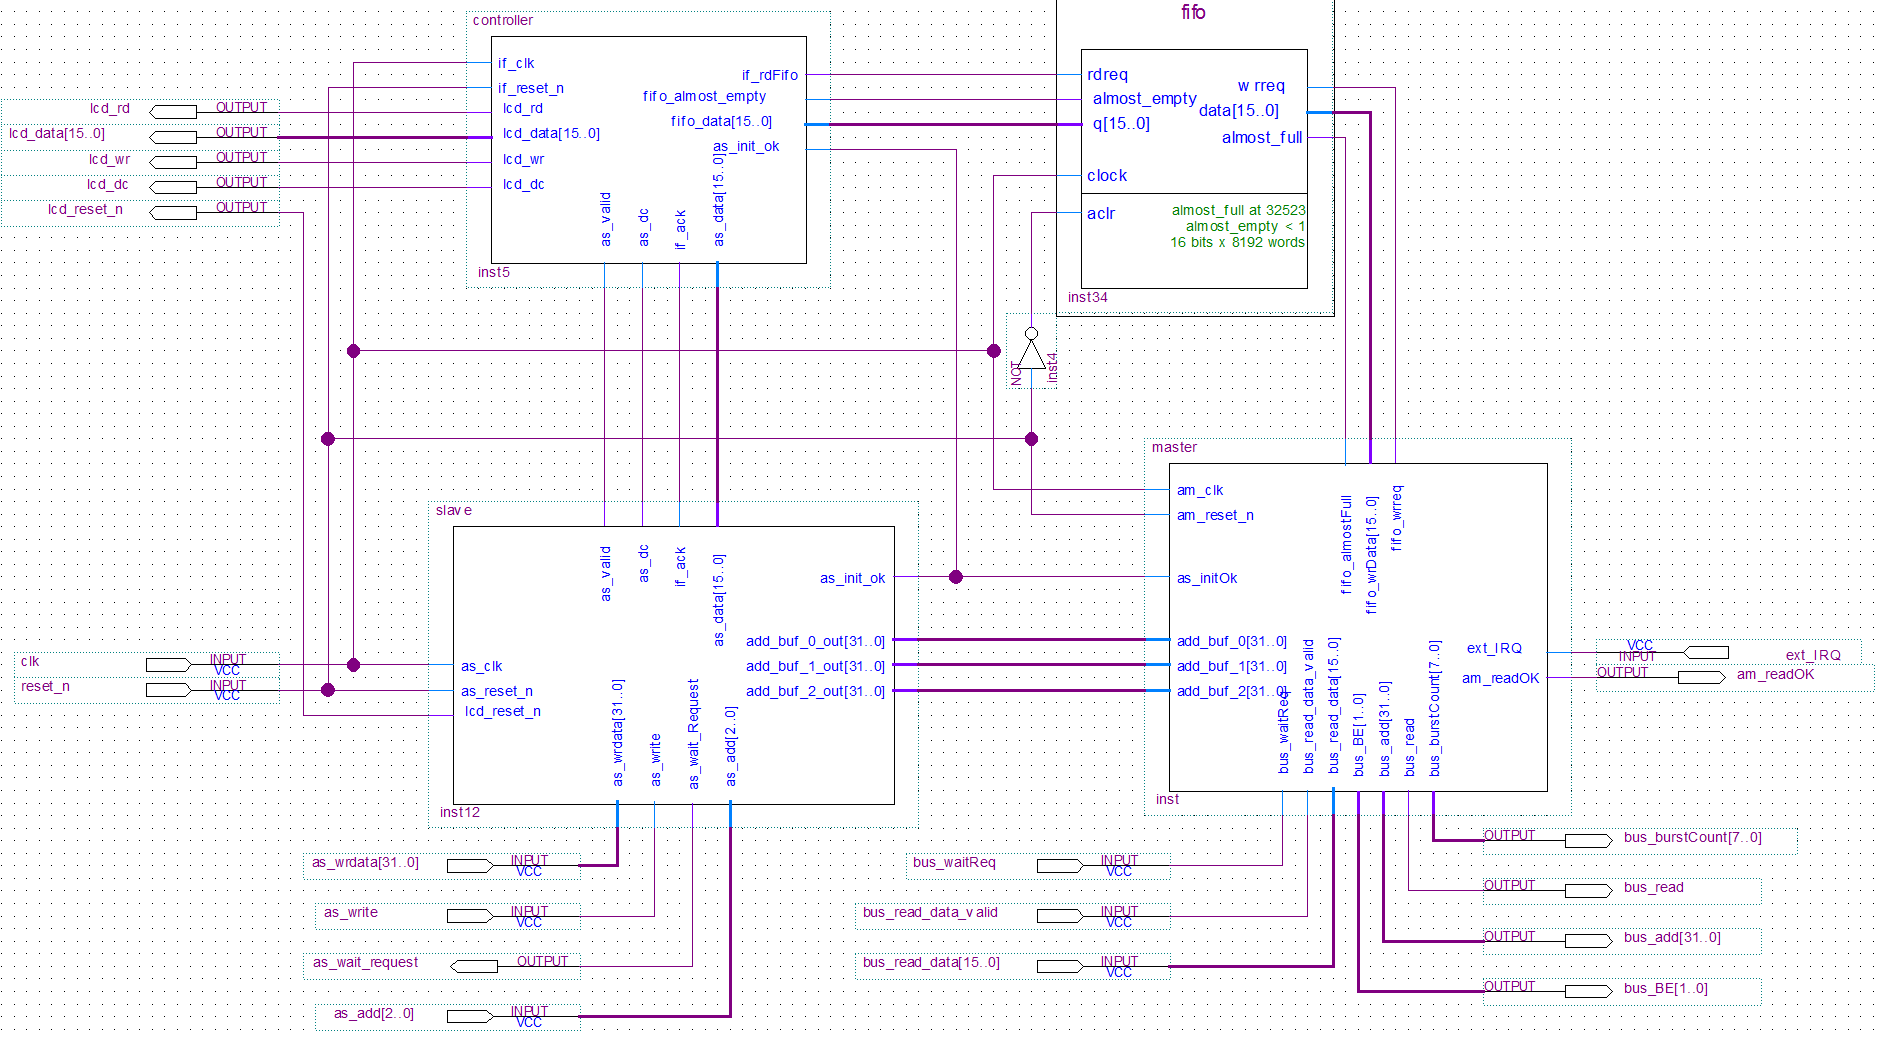 controller
if_clk
if_reset_n
lcd_rd
lcd_data[15..0]
lcd_wr
lcd_dc
if_rdFifo
fifo_almost_empty
fifo_data[15..0]
as_init_ok
as_valid
as_dc
if_ack
as_data[15..0]
inst5
lcd_rd OUTPUT
lcd_data[15..0] OUTPUT
lcd_wr OUTPUT
lcd_dc OUTPUT
lcd_reset_n OUTPUT
fifo
rdreq
almost_empty
q[15..0]
clock
aclr
wrreq
data[15..0]
almost_full
almost_full at 32523
almost_empty < 1
16 bits x 8192 words
inst34
NOT
inst4
slave
as_valid
as_dc
if_ack
as_data[15..0]
as_init_ok
add_buf_0_out[31..0]
add_buf_1_out[31..0]
add_buf_2_out[31..0]
as_clk
as_reset_n
lcd_reset_n
as_wrdata[31..0]
as_write
as_wait_Request
as_add[2..0]
inst12
clk INPUT
VCC
reset_n INPUT
VCC
master
am_clk
am_reset_n
as_initOk
add_buf_0[31..0]
add_buf_1[31..0]
add_buf_2[31..0]
fifo_almostFull
fifo_wrData[15..0]
fifo_wrreq
ext_IRQ
am_readOK
bus_waitReq
bus_read_data_valid
bus_read_data[15..0]
bus_BE[1..0]
bus_add[31..0]
bus_read
bus_burstCount[7..0]
inst
VCC
INPUT ext_IRQ
OUTPUT am_readOK
as_wrdata[31..0] INPUT
VCC
as_write INPUT
VCC
as_wait_request OUTPUT
as_add[2..0] INPUT
VCC
bus_waitReq INPUT
VCC
bus_read_data_valid INPUT
VCC
bus_read_data[15..0] INPUT
VCC
OUTPUT bus_burstCount[7..0]
OUTPUT bus_read
OUTPUT bus_add[31..0]
OUTPUT bus_BE[1..0]